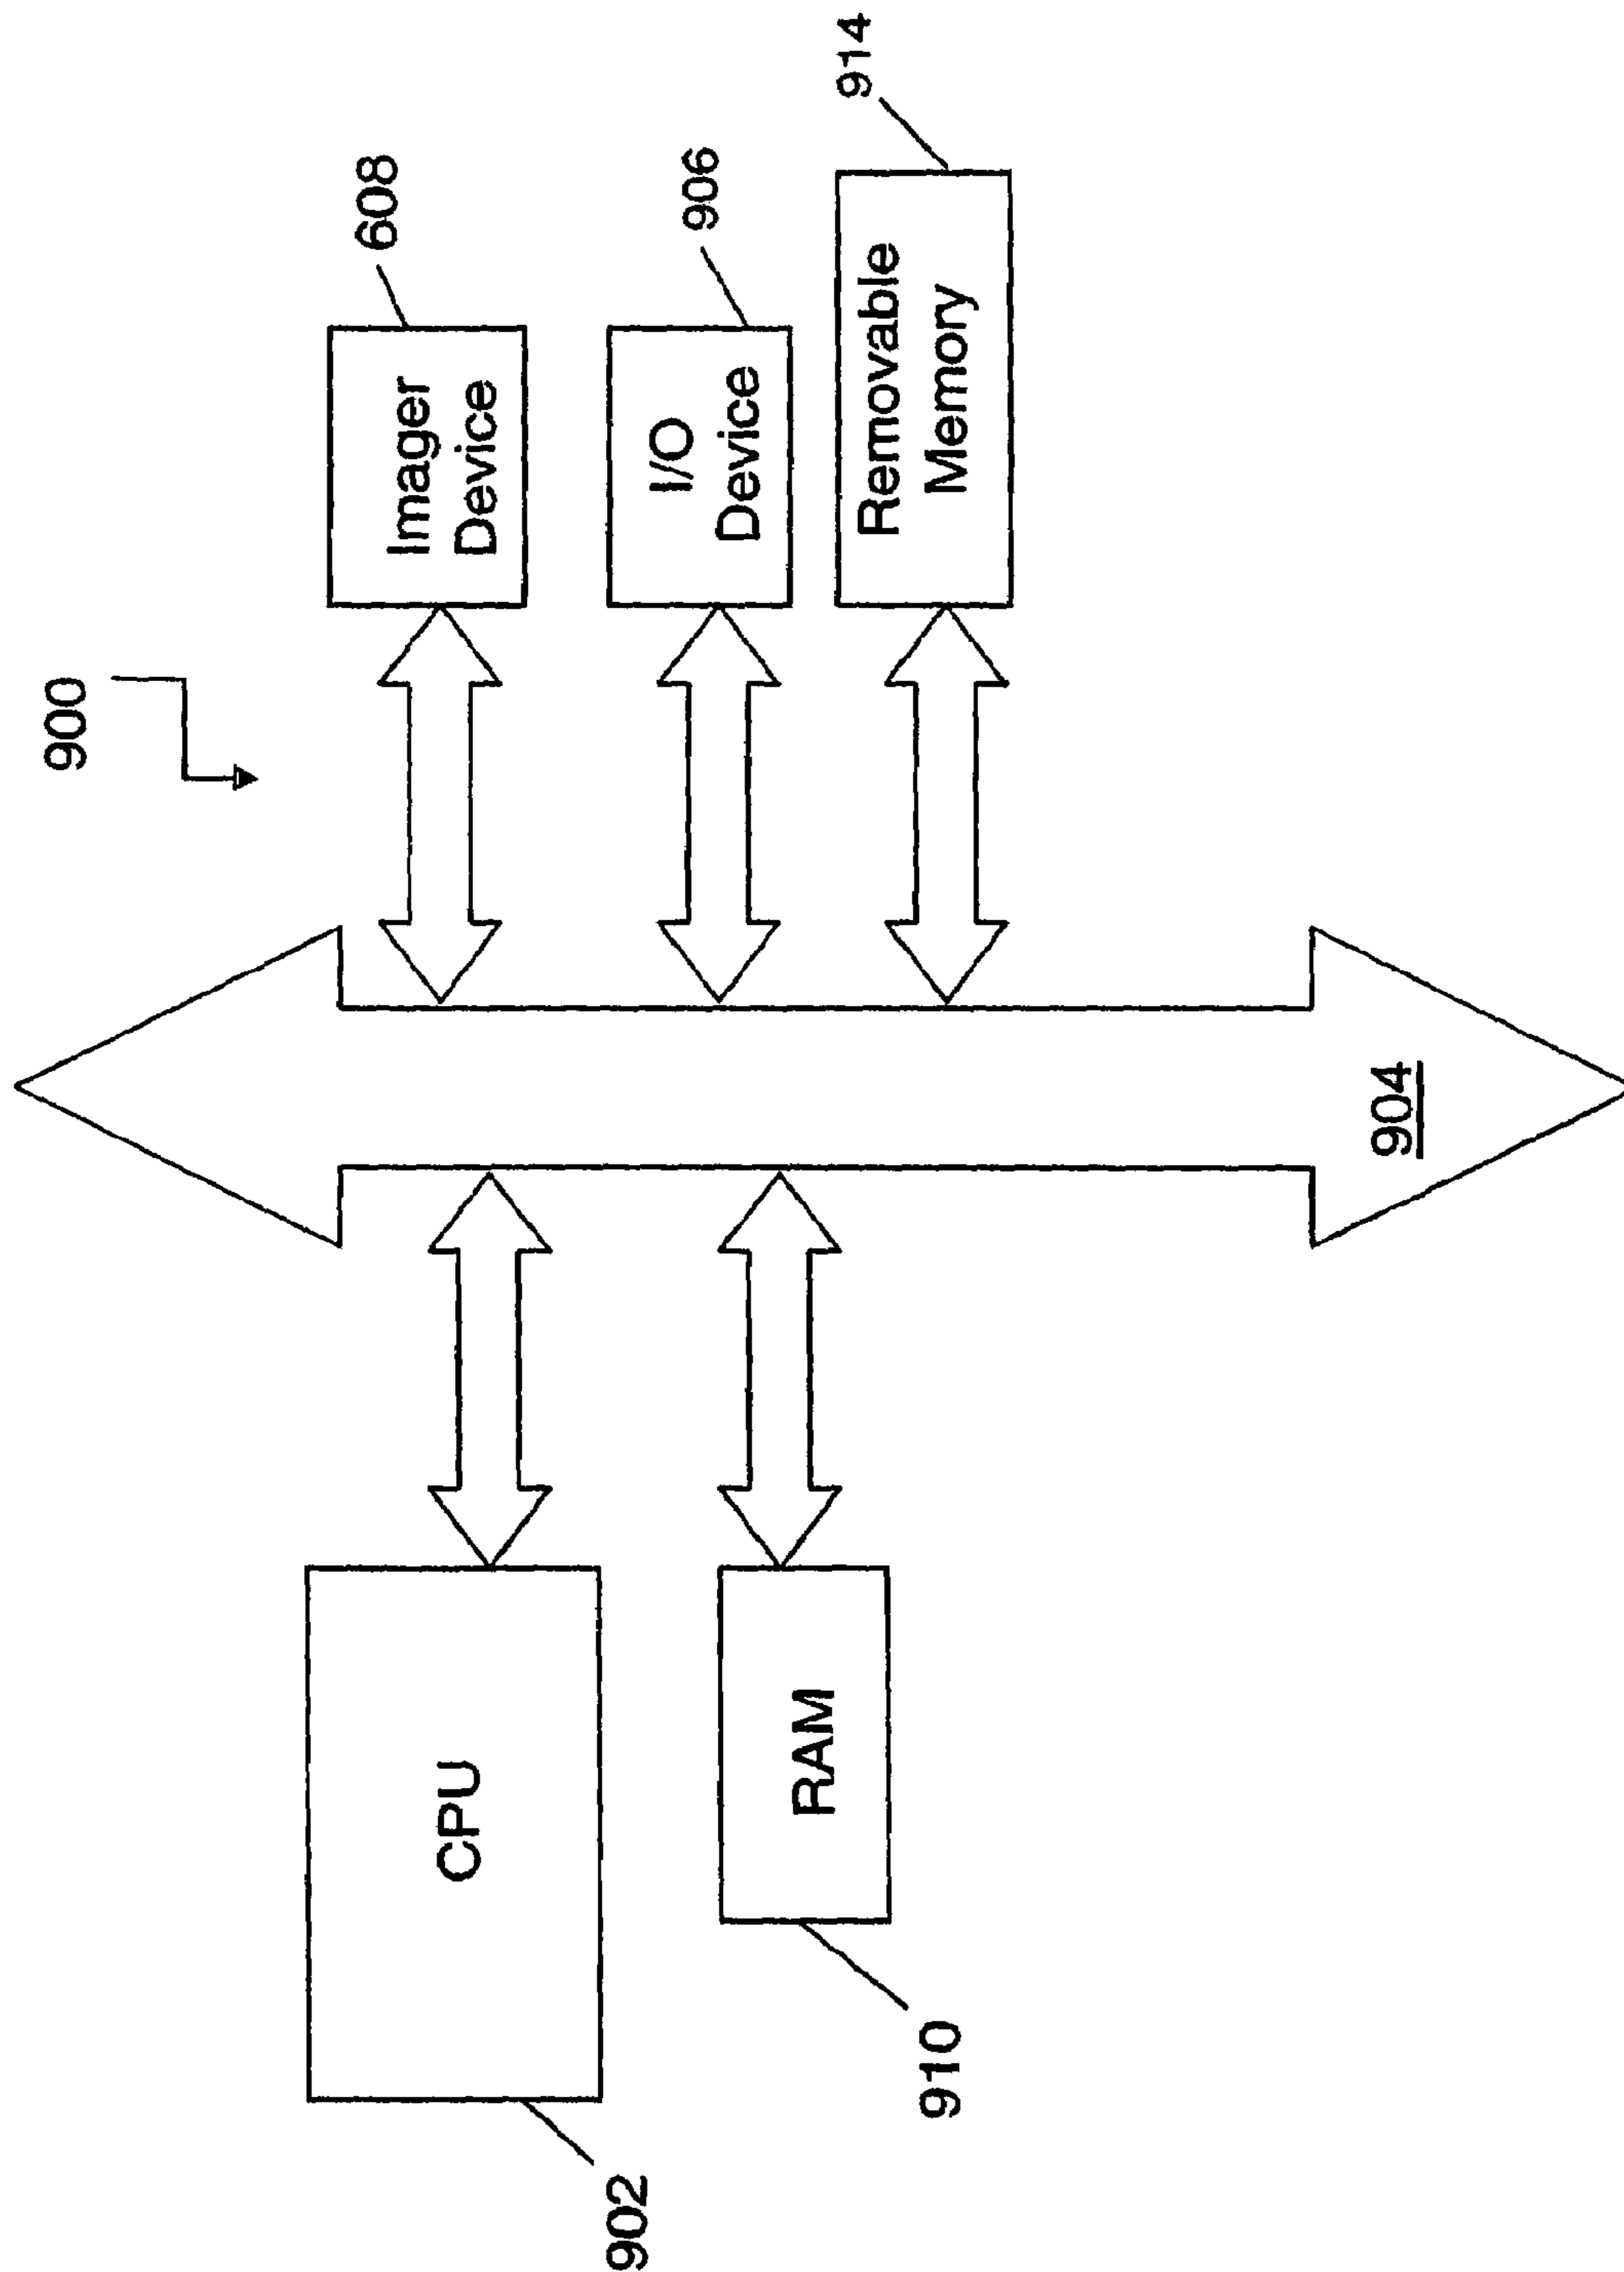 900
CPU
902
Imager
Device
608
I/O
Device
906
RAM
910
Removable
Memory
914
904